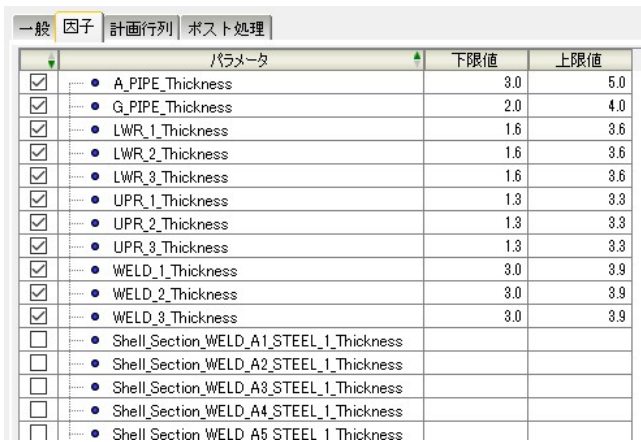 一般 因子 計画行列 ポスト処理
パラメータ 下限値 上限値
A_PIPE_Thickness 3.0 5.0
G_PIPE_Thickness 2.0 4.0
LWR_1_Thickness 1.6 3.6
LWR_2_Thickness 1.6 3.6
LWR_3_Thickness 1.6 3.6
UPR_1_Thickness 1.3 3.3
UPR_2_Thickness 1.3 3.3
UPR_3_Thickness 1.3 3.3
WELD_1_Thickness 3.0 3.9
WELD_2_Thickness 3.0 3.9
WELD_3_Thickness 3.0 3.9
Shell_Section_WELD_A1_STEEL_1_Thickness
Shell_Section_WELD_A2_STEEL_1_Thickness
Shell_Section_WELD_A3_STEEL_1_Thickness
Shell_Section_WELD_A4_STEEL_1_Thickness
Shell_Section_WELD_A5_STEEL_1_Thickness